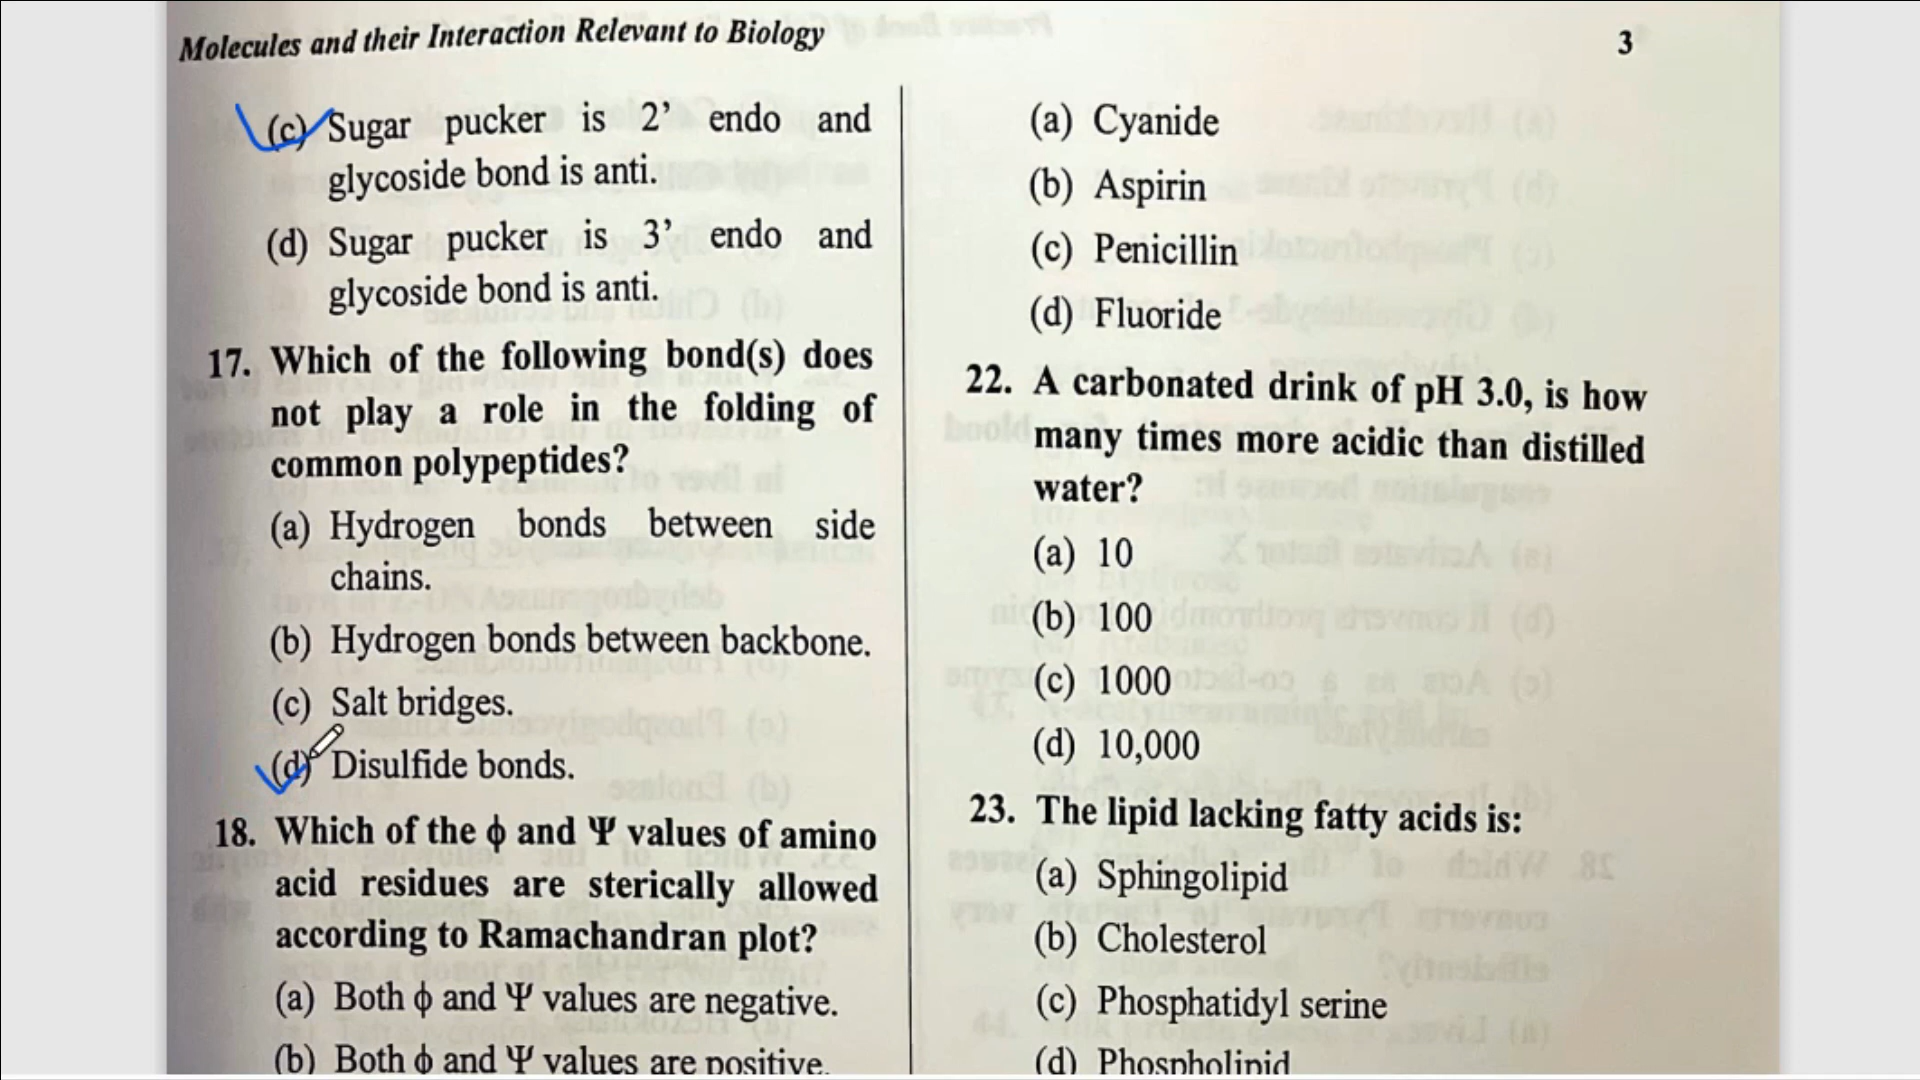 Molecules and their Interaction Relevant to Biology
3
(c) Sugar pucker is 2’ endo and
glycoside bond is anti.
(d) Sugar pucker is 3’ endo and
glycoside bond is anti.
17. Which of the following bond(s) does
not play a role in the folding of
common polypeptides?
(a) Hydrogen bonds between side
chains.
(b) Hydrogen bonds between backbone.
(c) Salt bridges.
(d) Disulfide bonds.
18. Which of the ϕ and Ψ values of amino
acid residues are sterically allowed
according to Ramachandran plot?
(a) Both ϕ and Ψ values are negative.
(b) Both ϕ and Ψ values are positive.
(a) Cyanide
(b) Aspirin
(c) Penicillin
(d) Fluoride
22. A carbonated drink of pH 3.0, is how
many times more acidic than distilled
water?
(a) 10
(b) 100
(c) 1000
(d) 10,000
23. The lipid lacking fatty acids is:
(a) Sphingolipid
(b) Cholesterol
(c) Phosphatidyl serine
(d) Phospholipid